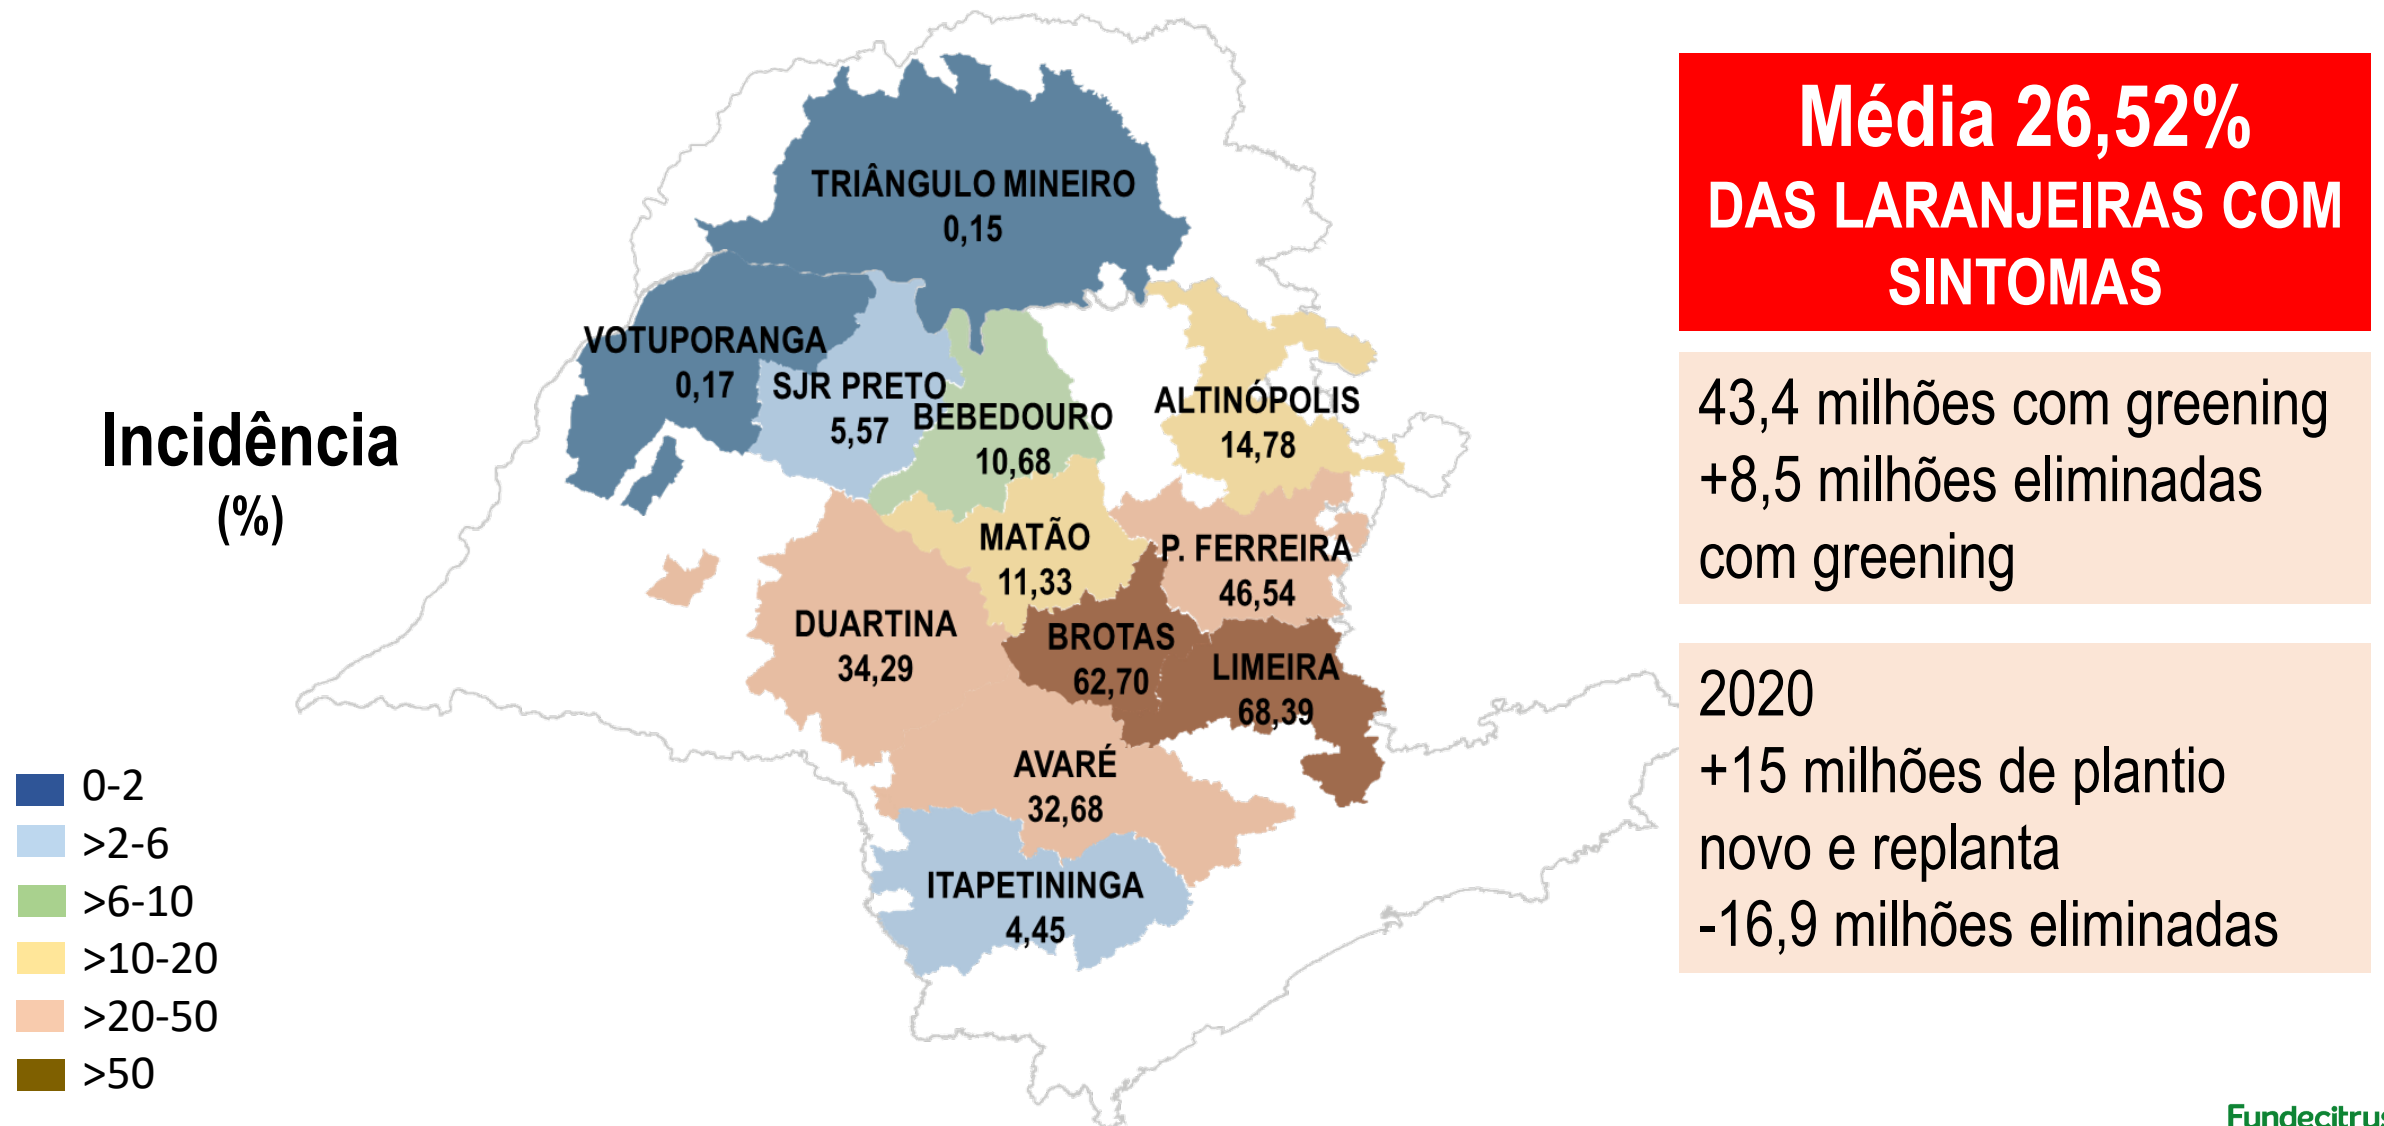 Incidência
(%)
0-2
>2-6
>6-10
>10-20
>20-50
>50
TRIÂNGULO MINEIRO
0,15
VOTUPORANGA
0,17
SJR PRETO
5,57
BEBEDOURO
10,68
ALTINÓPOLIS
14,78
MATÃO
11,33
P. FERREIRA
46,54
DUARTINA
34,29
BROTAS
62,70
LIMEIRA
68,39
AVARÉ
32,68
ITAPETININGA
4,45
Média 26,52%
DAS LARANJEIRAS COM
SINTOMAS
43,4 milhões com greening
+8,5 milhões eliminadas
com greening
2020
+15 milhões de plantio
novo e replanta
-16,9 milhões eliminadas
Fundecitrus